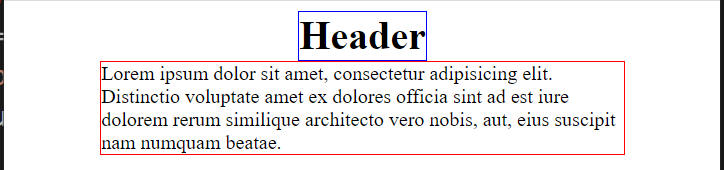 Header
Lorem ipsum dolor sit amet, consectetur adipisicing elit.
Distinctio voluptate amet ex dolores officia sint ad est iure
dolorem rerum similique architecto vero nobis, aut, eius suscipit
nam numquam beatae.